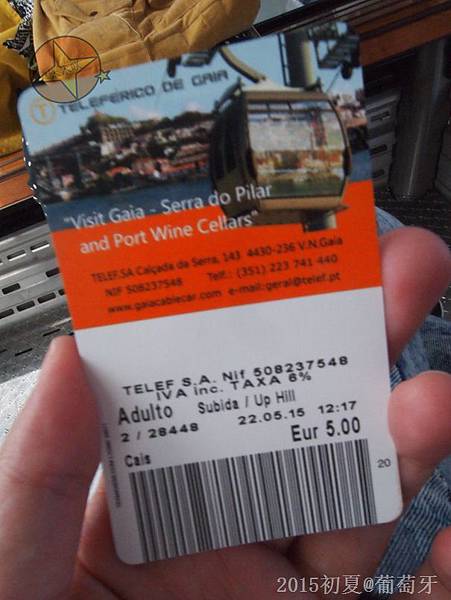 TELEFÉRICO DE GAIA
"Visit Gaia - Serra do Pilar
and Port Wine Cellars"
TELEF.SA Calçada da Serra, 143 4430-236 V.N.Gaia
NIF 508237548 Telf.: (351) 223 741 440
www.gaiacablecar.com e-mail:geral@telef.pt
TELEF S.A. Nif 508237548
IVA inc. TAXA 6%
Adulto Subida / Up Hill
2 / 28448 22.05.15 12:17
Eur 5.00
Cais
20
2015初夏@葡萄牙